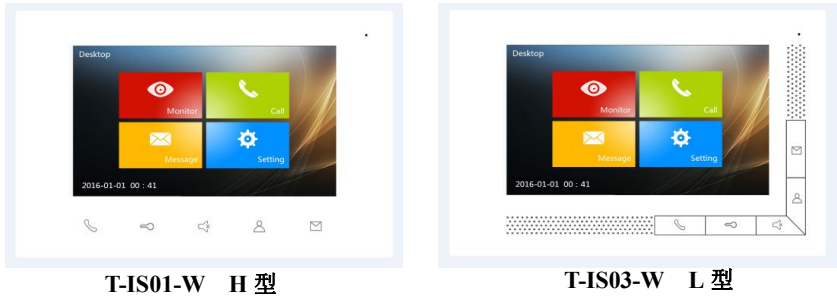 Desktop
Monitor
Call
Message
Setting
2016-01-01 00 : 41
T-IS01-W H 型
Desktop
Monitor
Call
Message
Setting
2016-01-01 00 : 41
T-IS03-W L 型